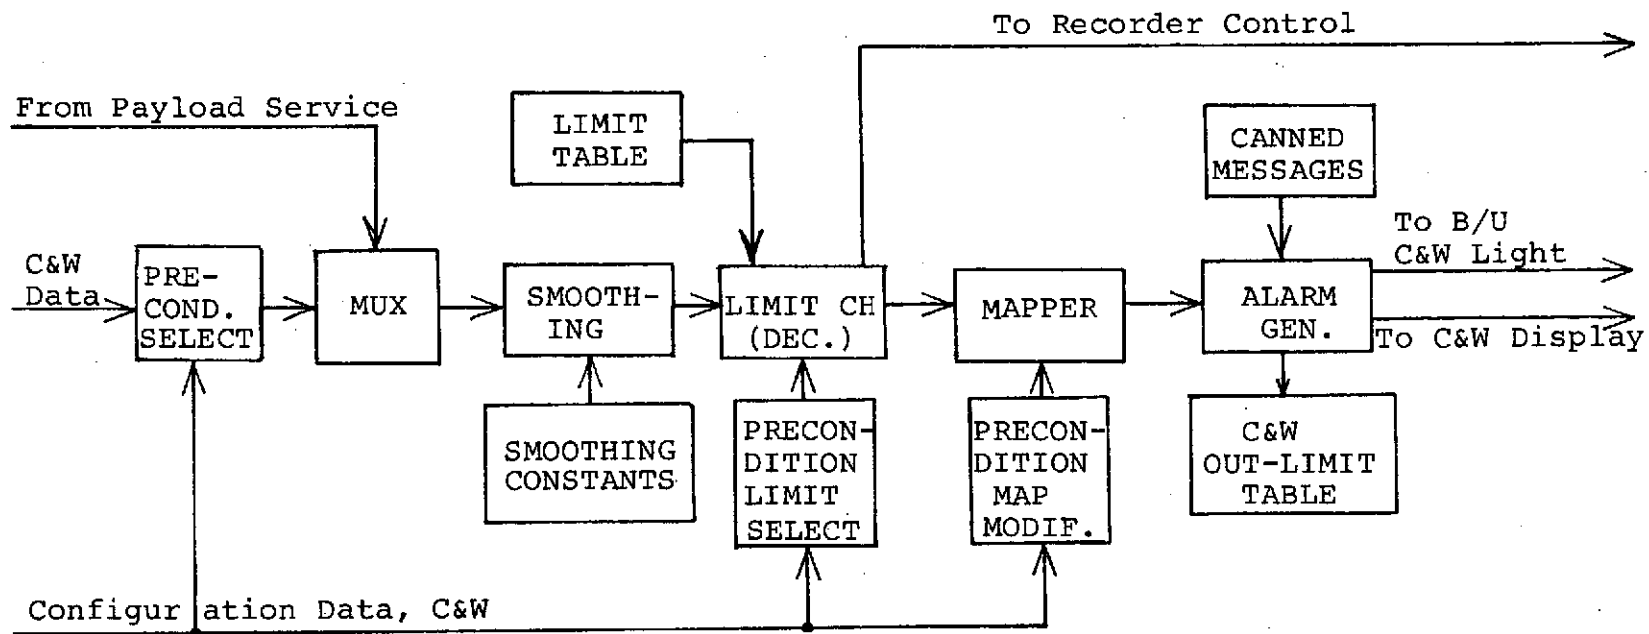 To Recorder Control
From Payload Service
LIMIT
TABLE
CANNED
MESSAGES
To B/U
C&W Light
C&W
Data
PRE-
COND.
SELECT
MUX
SMOOTH-
ING
LIMIT CH
(DEC.)
MAPPER
ALARM
GEN.
To C&W Display
SMOOTHING
CONSTANTS
PRECON-
DITION
LIMIT
SELECT
PRECON-
DITION
MAP
MODIF.
C&W
OUT-LIMIT
TABLE
Configuration Data, C&W